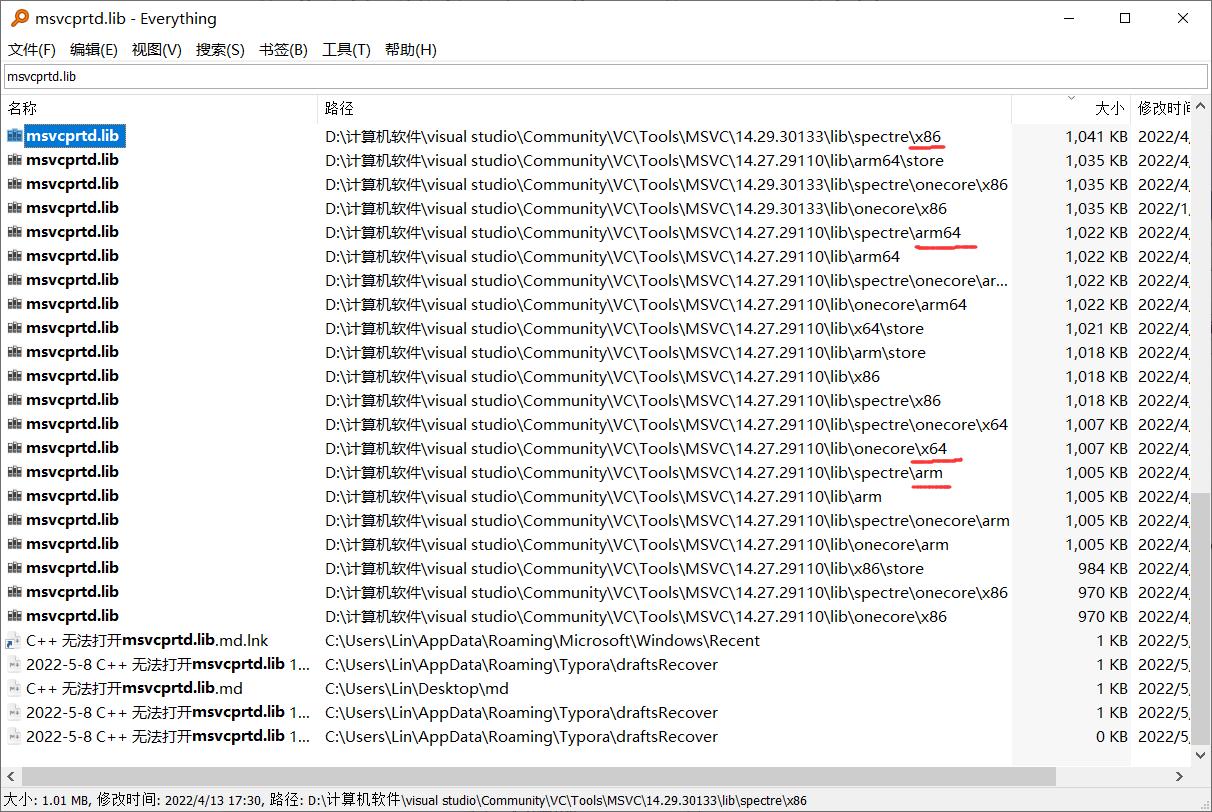 msvcprtd.lib - Everything
文件(F) 编辑(E) 视图(V) 搜索(S) 书签(B) 工具(T) 帮助(H)
msvcprtd.lib
名称 路径 大小 修改时间
msvcprtd.lib D:\计算机软件\visual studio\Community\VC\Tools\MSVC\14.29.30133\lib\spectre\x86 1,041 KB 2022/4/
msvcprtd.lib D:\计算机软件\visual studio\Community\VC\Tools\MSVC\14.27.29110\lib\arm64\store 1,035 KB 2022/4/
msvcprtd.lib D:\计算机软件\visual studio\Community\VC\Tools\MSVC\14.29.30133\lib\spectre\onecore\x86 1,035 KB 2022/4/
msvcprtd.lib D:\计算机软件\visual studio\Community\VC\Tools\MSVC\14.29.30133\lib\onecore\x86 1,035 KB 2022/1/
msvcprtd.lib D:\计算机软件\visual studio\Community\VC\Tools\MSVC\14.27.29110\lib\spectre\arm64 1,022 KB 2022/4/
msvcprtd.lib D:\计算机软件\visual studio\Community\VC\Tools\MSVC\14.27.29110\lib\arm64 1,022 KB 2022/4/
msvcprtd.lib D:\计算机软件\visual studio\Community\VC\Tools\MSVC\14.27.29110\lib\spectre\onecore\ar... 1,022 KB 2022/4/
msvcprtd.lib D:\计算机软件\visual studio\Community\VC\Tools\MSVC\14.27.29110\lib\onecore\arm64 1,022 KB 2022/4/
msvcprtd.lib D:\计算机软件\visual studio\Community\VC\Tools\MSVC\14.27.29110\lib\x64\store 1,021 KB 2022/4/
msvcprtd.lib D:\计算机软件\visual studio\Community\VC\Tools\MSVC\14.27.29110\lib\arm\store 1,018 KB 2022/4/
msvcprtd.lib D:\计算机软件\visual studio\Community\VC\Tools\MSVC\14.27.29110\lib\x86 1,018 KB 2022/4/
msvcprtd.lib D:\计算机软件\visual studio\Community\VC\Tools\MSVC\14.27.29110\lib\spectre\x86 1,018 KB 2022/4/
msvcprtd.lib D:\计算机软件\visual studio\Community\VC\Tools\MSVC\14.27.29110\lib\spectre\onecore\x64 1,007 KB 2022/4/
msvcprtd.lib D:\计算机软件\visual studio\Community\VC\Tools\MSVC\14.27.29110\lib\onecore\x64 1,007 KB 2022/4/
msvcprtd.lib D:\计算机软件\visual studio\Community\VC\Tools\MSVC\14.27.29110\lib\spectre\arm 1,005 KB 2022/4/
msvcprtd.lib D:\计算机软件\visual studio\Community\VC\Tools\MSVC\14.27.29110\lib\arm 1,005 KB 2022/4/
msvcprtd.lib D:\计算机软件\visual studio\Community\VC\Tools\MSVC\14.27.29110\lib\spectre\onecore\arm 1,005 KB 2022/4/
msvcprtd.lib D:\计算机软件\visual studio\Community\VC\Tools\MSVC\14.27.29110\lib\onecore\arm 1,005 KB 2022/4/
msvcprtd.lib D:\计算机软件\visual studio\Community\VC\Tools\MSVC\14.27.29110\lib\x86\store 984 KB 2022/4/
msvcprtd.lib D:\计算机软件\visual studio\Community\VC\Tools\MSVC\14.27.29110\lib\spectre\onecore\x86 970 KB 2022/4/
msvcprtd.lib D:\计算机软件\visual studio\Community\VC\Tools\MSVC\14.27.29110\lib\onecore\x86 970 KB 2022/4/
C++ 无法打开msvcprtd.lib.md.lnk C:\Users\Lin\AppData\Roaming\Microsoft\Windows\Recent 1 KB 2022/5/
2022-5-8 C++ 无法打开msvcprtd.lib 1... C:\Users\Lin\AppData\Roaming\Typora\draftsRecover 1 KB 2022/5/
C++ 无法打开msvcprtd.lib.md C:\Users\Lin\Desktop\md 1 KB 2022/5/
2022-5-8 C++ 无法打开msvcprtd.lib 1... C:\Users\Lin\AppData\Roaming\Typora\draftsRecover 1 KB 2022/5/
2022-5-8 C++ 无法打开msvcprtd.lib 1... C:\Users\Lin\AppData\Roaming\Typora\draftsRecover 0 KB 2022/5/
大小: 1.01 MB, 修改时间: 2022/4/13 17:30, 路径: D:\计算机软件\visual studio\Community\VC\Tools\MSVC\14.29.30133\lib\spectre\x86